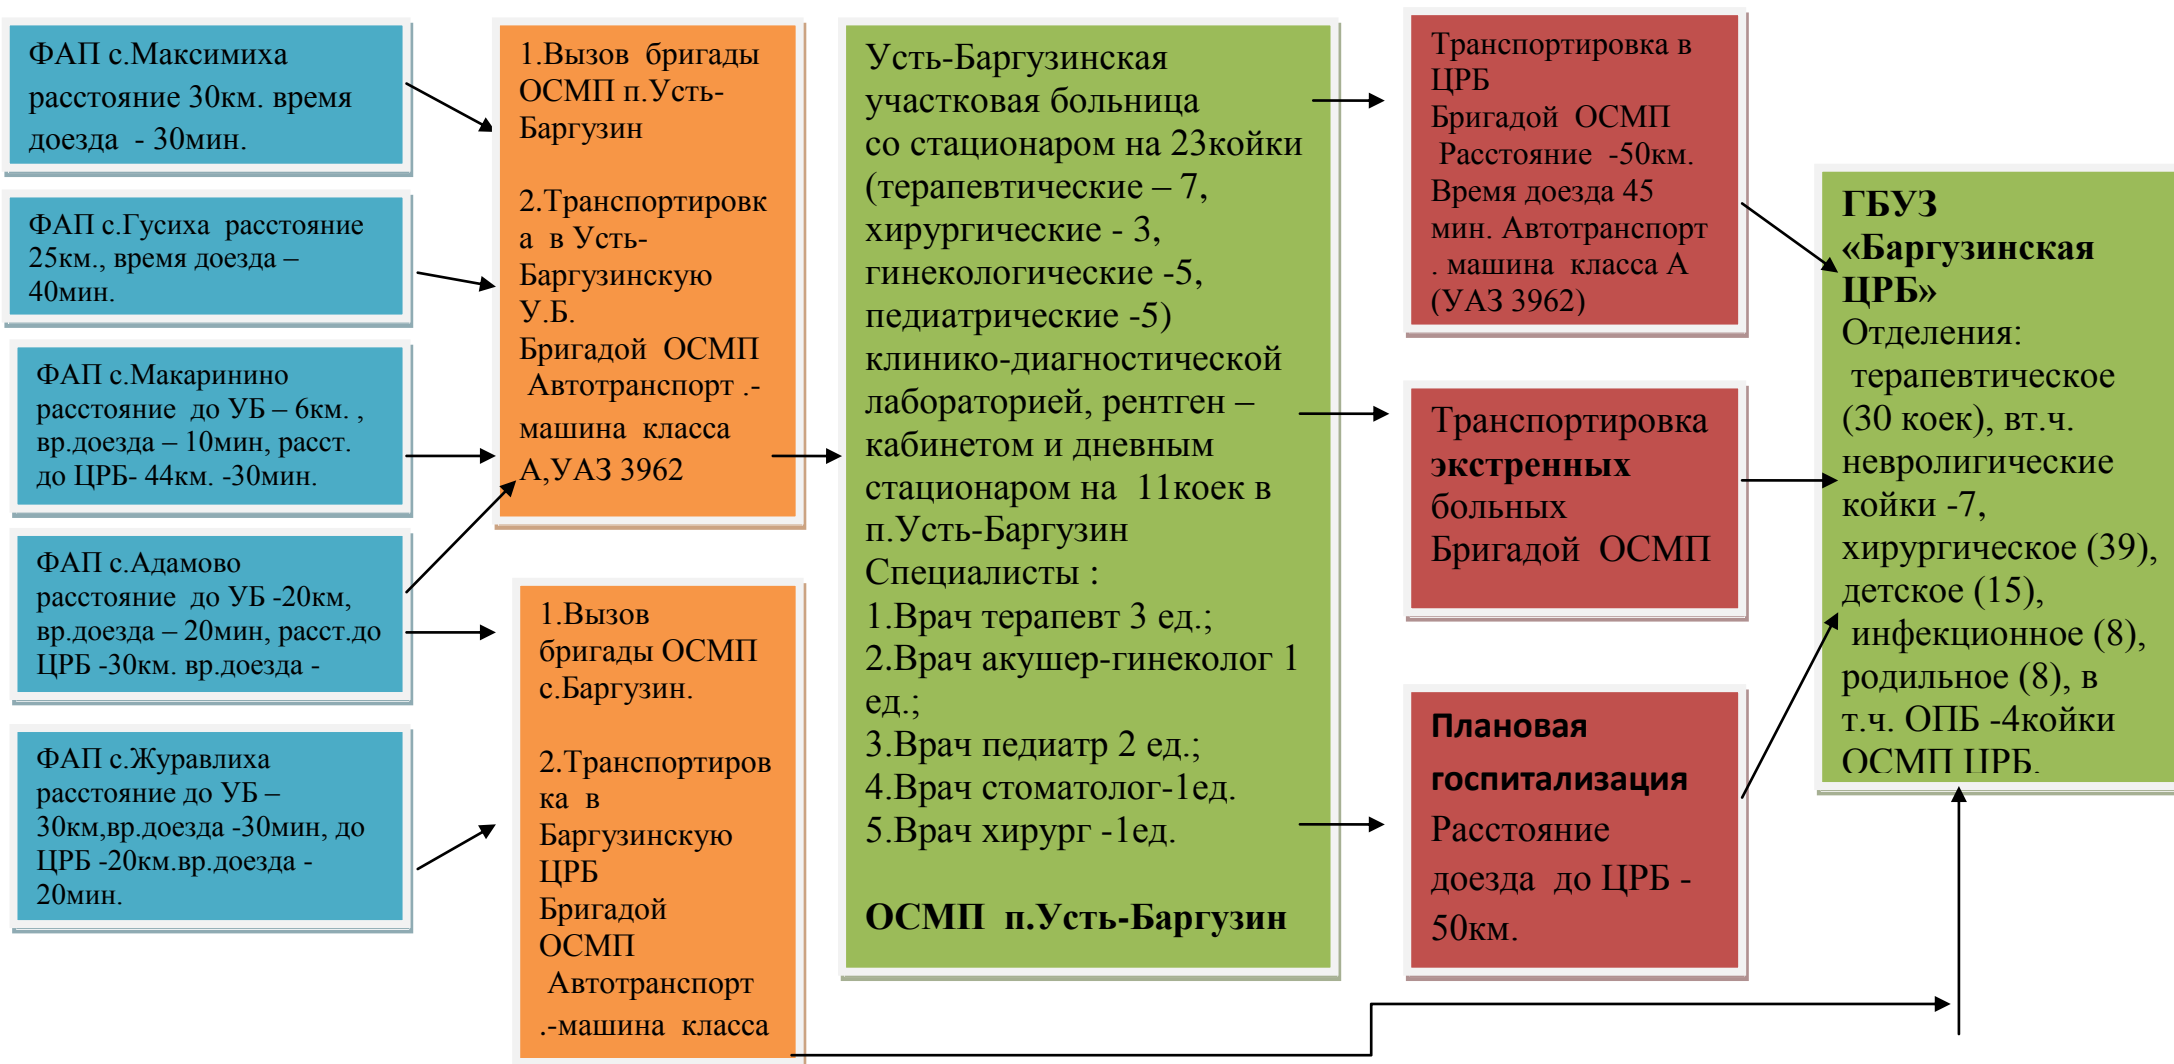 ФАП с.Максимиха
расстояние 30км. время
доезда - 30мин.
ФАП с.Гусиха расстояние
25км., время доезда –
40мин.
ФАП с.Макаринино
расстояние до УБ – 6км. ,
вр.доезда – 10мин, расст.
до ЦРБ- 44км. -30мин.
ФАП с.Адамово
расстояние до УБ -20км,
вр.доезда – 20мин, расст.до
ЦРБ -30км. вр.доезда -
ФАП с.Журавлиха
расстояние до УБ –
30км,вр.доезда -30мин, до
ЦРБ -20км.вр.доезда -
20мин.
1.Вызов бригады
ОСМП п.Усть-
Баргузин
2.Транспортировк
а в Усть-
Баргузинскую
У.Б.
Бригадой ОСМП
Автотранспорт .-
машина класса
А,УАЗ 3962
1.Вызов
бригады ОСМП
с.Баргузин.
2.Транспортиров
ка в
Баргузинскую
ЦРБ
Бригадой
ОСМП
Автотранспорт
.-машина класса
Усть-Баргузинская
участковая больница
со стационаром на 23койки
(терапевтические – 7,
хирургические - 3,
гинекологические -5,
педиатрические -5)
клинико-диагностической
лабораторией, рентген –
кабинетом и дневным
стационаром на 11коек в
п.Усть-Баргузин
Специалисты :
1.Врач терапевт 3 ед.;
2.Врач акушер-гинеколог 1
ед.;
3.Врач педиатр 2 ед.;
4.Врач стоматолог-1ед.
5.Врач хирург -1ед.
ОСМП п.Усть-Баргузин
Транспортировка в
ЦРБ
Бригадой ОСМП
Расстояние -50км.
Время доезда 45
мин. Автотранспорт
. машина класса А
(УАЗ 3962)
Транспортировка
экстренных
больных
Бригадой ОСМП
Плановая
госпитализация
Расстояние
доезда до ЦРБ -
50км.
ГБУЗ
«Баргузинская
ЦРБ»
Отделения:
терапевтическое
(30 коек), вт.ч.
невролигические
койки -7,
хирургическое (39),
детское (15),
инфекционное (8),
родильное (8), в
т.ч. ОПБ -4койки
ОСМП ЦРБ.